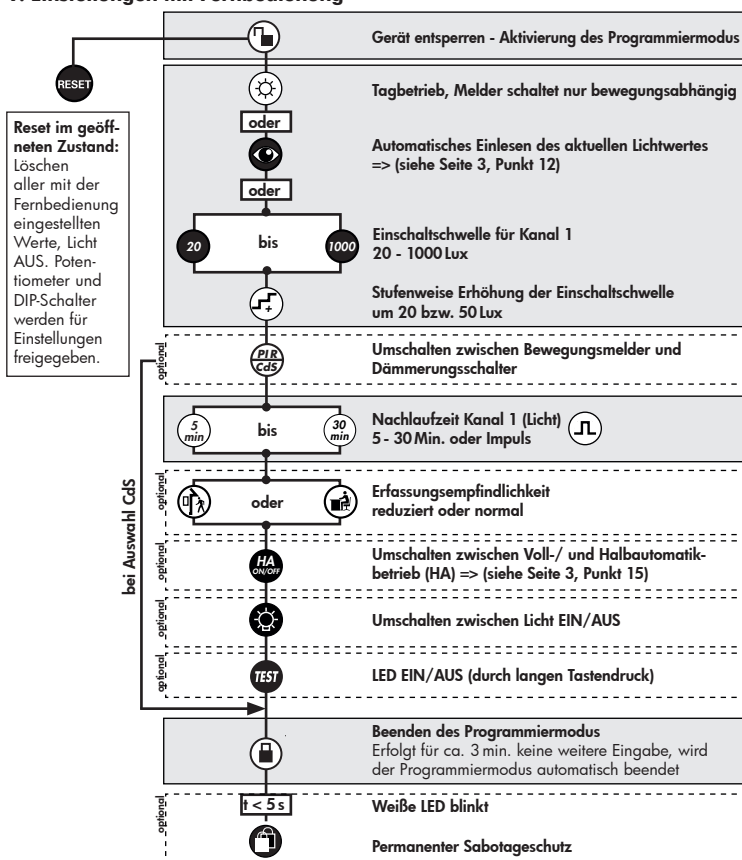 Einstellungen mit Fernbedienung
RESET
Reset im geöff-
neten Zustand:
Löschen
aller mit der
Fernbedienung
eingestellten
Werte, Licht
AUS. Poten-
tiometer und
DIP-Schalter
werden für
Einstellungen
freigegeben.
Gerät entsperren - Aktivierung des Programmiermodus
Tagbetrieb, Melder schaltet nur bewegungsabhängig
oder
Automatisches Einlesen des aktuellen Lichtwertes
=> (siehe Seite 3, Punkt 12)
oder
20 bis 1000
Einschaltschwelle für Kanal 1
20 - 1000 Lux
Stufenweise Erhöhung der Einschaltschwelle
um 20 bzw. 50 Lux
optional
PIR
CdS
Umschalten zwischen Bewegungsmelder und
Dämmerungsschalter
5
min
bis
30
min
Nachlaufzeit Kanal 1 (Licht)
5 - 30 Min. oder Impuls
bei Auswahl CdS
optional
oder
Erfassungsempfindlichkeit
reduziert oder normal
optional
HA
ON/OFF
Umschalten zwischen Voll-/ und Halbautomatik-
betrieb (HA) => (siehe Seite 3, Punkt 15)
optional
Umschalten zwischen Licht EIN/AUS
optional
TEST
LED EIN/AUS (durch langen Tastendruck)
Beenden des Programmiermodus
Erfolgt für ca. 3 min. keine weitere Eingabe, wird
der Programmiermodus automatisch beendet
optional
t < 5 s
Weiße LED blinkt
Permanenter Sabotageschutz